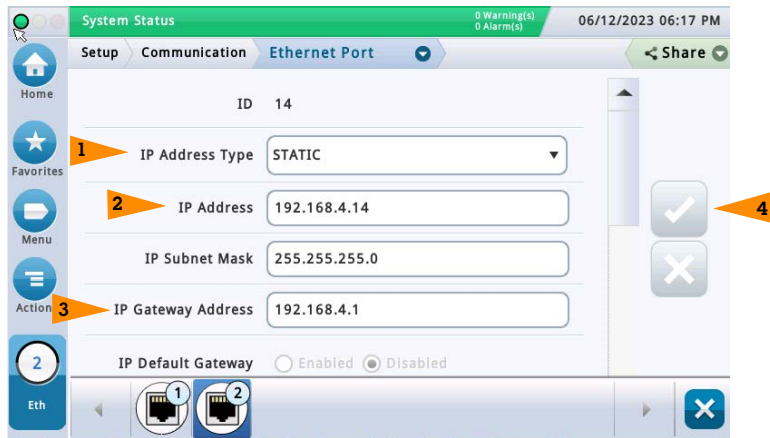 System Status
0 Warning(s)
0 Alarm(s)
06/12/2023 06:17 PM
Setup Communication Ethernet Port
Share
Home
Favorites
Menu
Action
2
Eth
ID 14
1 IP Address Type STATIC
2 IP Address 192.168.4.14
4
IP Subnet Mask 255.255.255.0
3 IP Gateway Address 192.168.4.1
IP Default Gateway Enabled Disabled
1 2